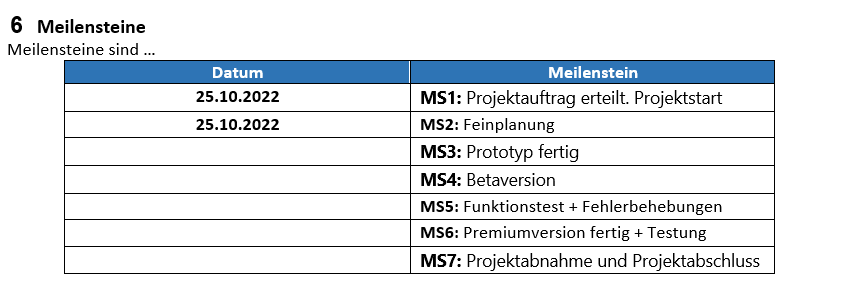 6 Meilensteine
Meilensteine sind ...
Datum Meilenstein
25.10.2022 MS1: Projektauftrag erteilt. Projektstart
25.10.2022 MS2: Feinplanung
MS3: Prototyp fertig
MS4: Betaversion
MS5: Funktionstest + Fehlerbehebungen
MS6: Premiumversion fertig + Testung
MS7: Projektabnahme und Projektabschluss